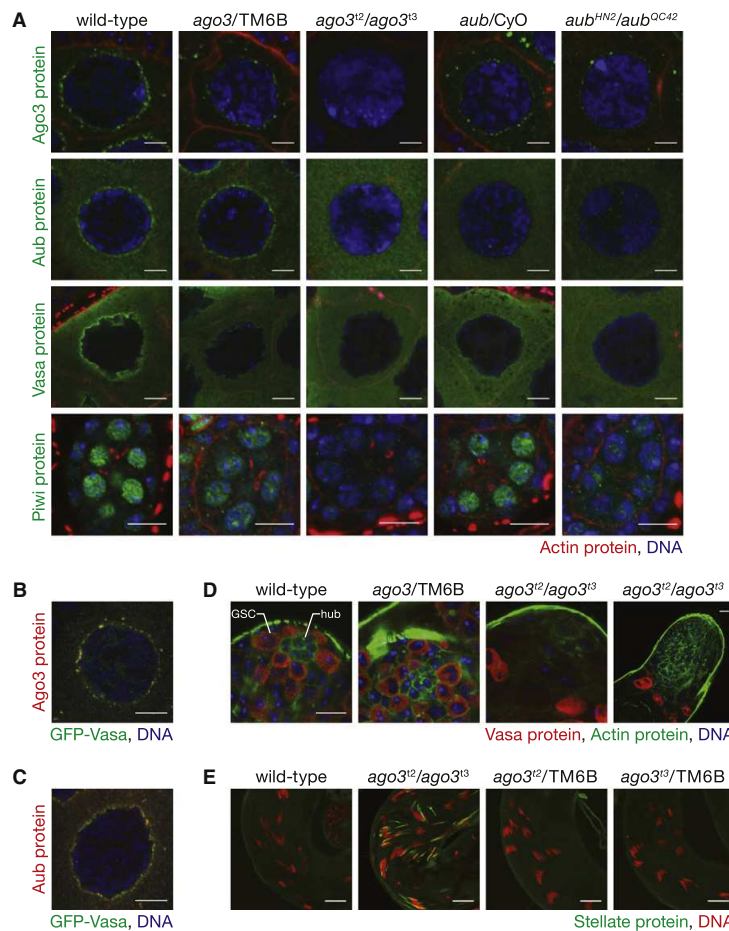 A
wild-type ago3/TM6B ago3ᵗ²/ago3ᵗ³ aub/CyO aubᴴᴺ²/aubQC42
Ago3 protein
Aub protein
Vasa protein
Piwi protein
Actin protein, DNA
B
Ago3 protein
GFP-Vasa, DNA
D
wild-type ago3/TM6B ago3ᵗ²/ago3ᵗ³ ago3ᵗ²/ago3ᵗ³
GSC hub
Vasa protein, Actin protein, DNA
C
Aub protein
GFP-Vasa, DNA
E
wild-type ago3ᵗ²/ago3ᵗ³ ago3ᵗ²/TM6B ago3ᵗ³/TM6B
Stellate protein, DNA